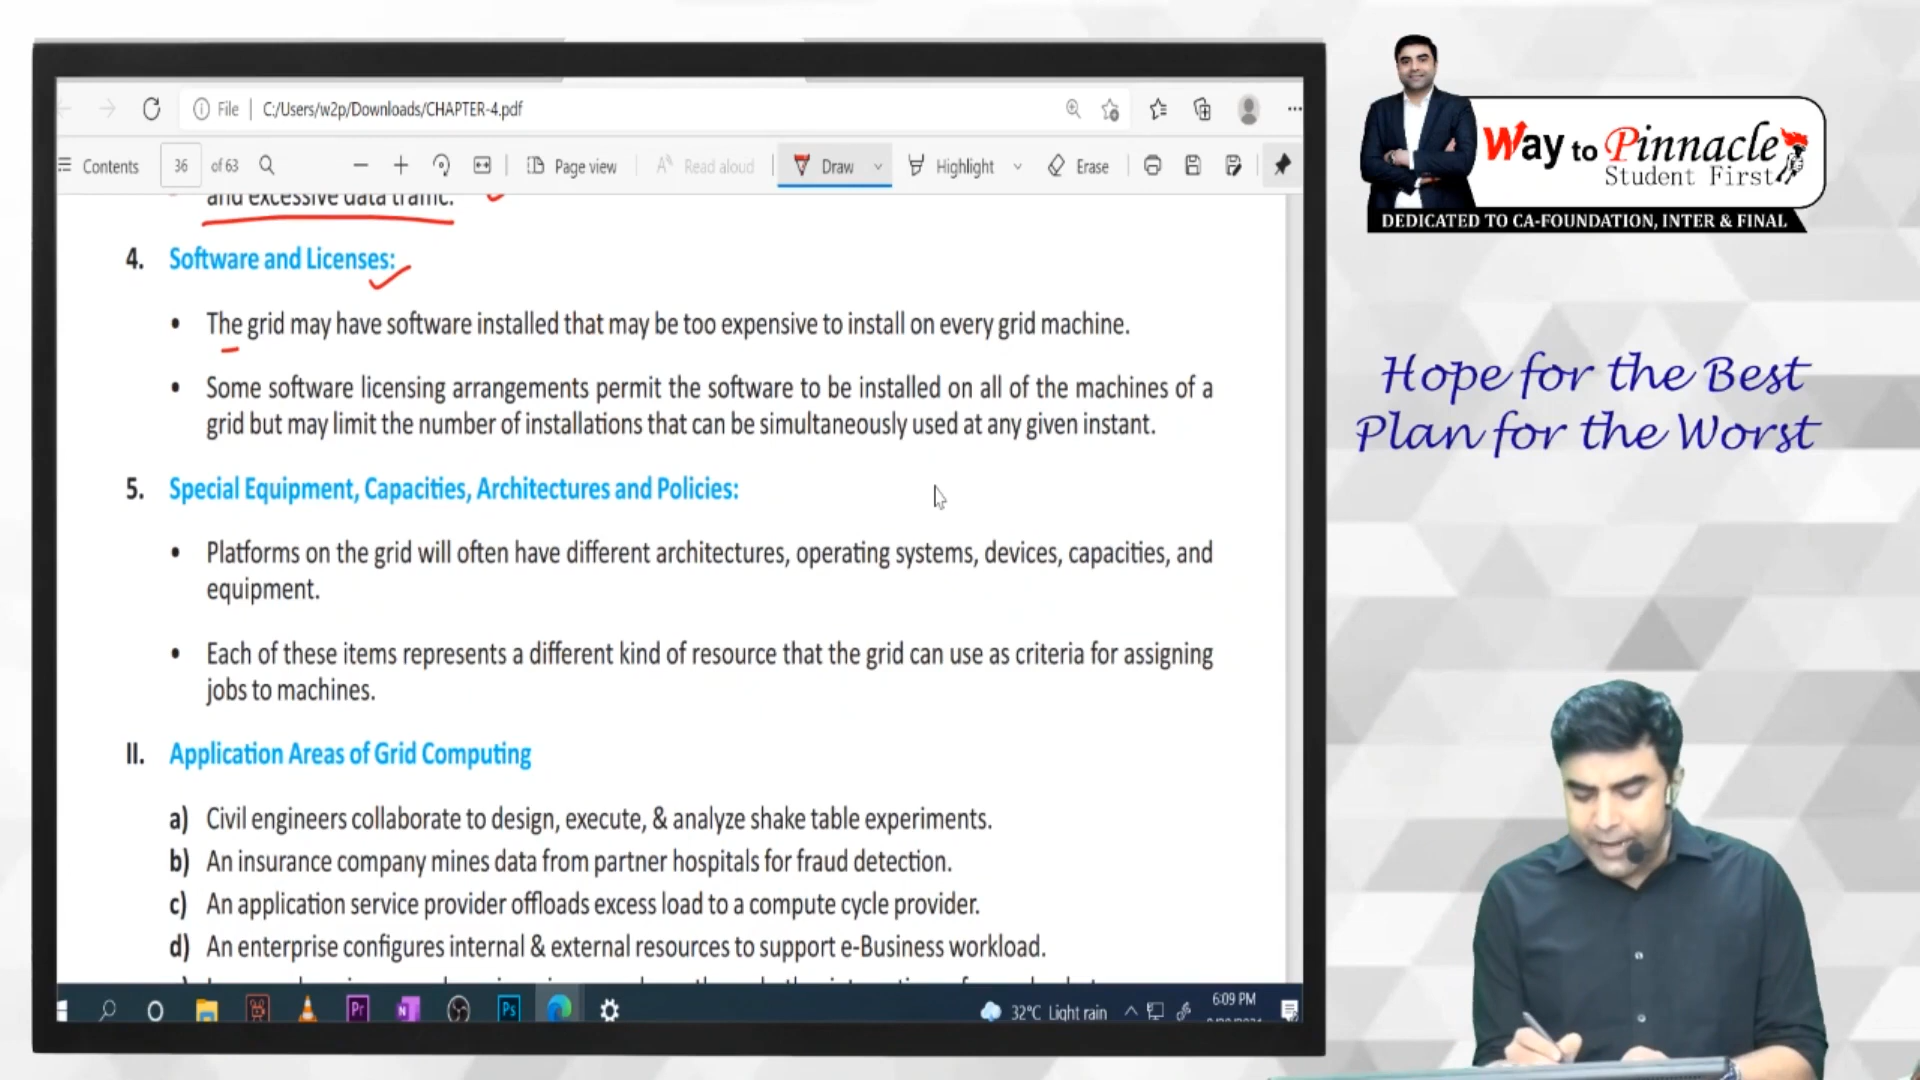 File | C:/Users/w2p/Downloads/CHAPTER-4.pdf
Contents 36 of 63 Page view Read aloud Draw Highlight Erase
and excessive data traffic.
4. Software and Licenses:
• The grid may have software installed that may be too expensive to install on every grid machine.
• Some software licensing arrangements permit the software to be installed on all of the machines of a
grid but may limit the number of installations that can be simultaneously used at any given instant.
5. Special Equipment, Capacities, Architectures and Policies:
• Platforms on the grid will often have different architectures, operating systems, devices, capacities, and
equipment.
• Each of these items represents a different kind of resource that the grid can use as criteria for assigning
jobs to machines.
II. Application Areas of Grid Computing
a) Civil engineers collaborate to design, execute, & analyze shake table experiments.
b) An insurance company mines data from partner hospitals for fraud detection.
c) An application service provider offloads excess load to a compute cycle provider.
d) An enterprise configures internal & external resources to support e-Business workload.
Pr N Ps 32°C Light rain 6:09 PM
Way to Pinnacle
Student First
DEDICATED TO CA-FOUNDATION, INTER & FINAL
Hope for the Best
Plan for the Worst